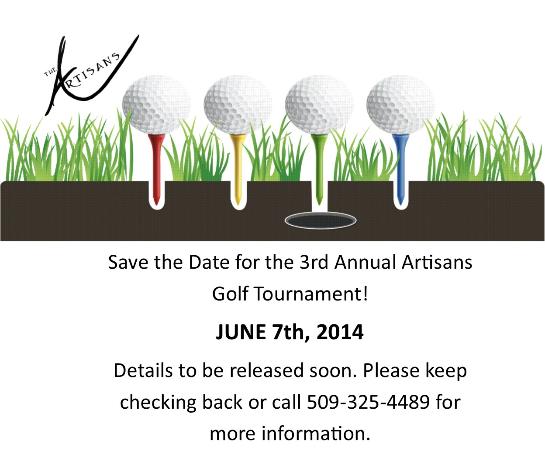 THE ARTISANS
Save the Date for the 3rd Annual Artisans
Golf Tournament!
JUNE 7th, 2014
Details to be released soon. Please keep
checking back or call 509-325-4489 for
more information.